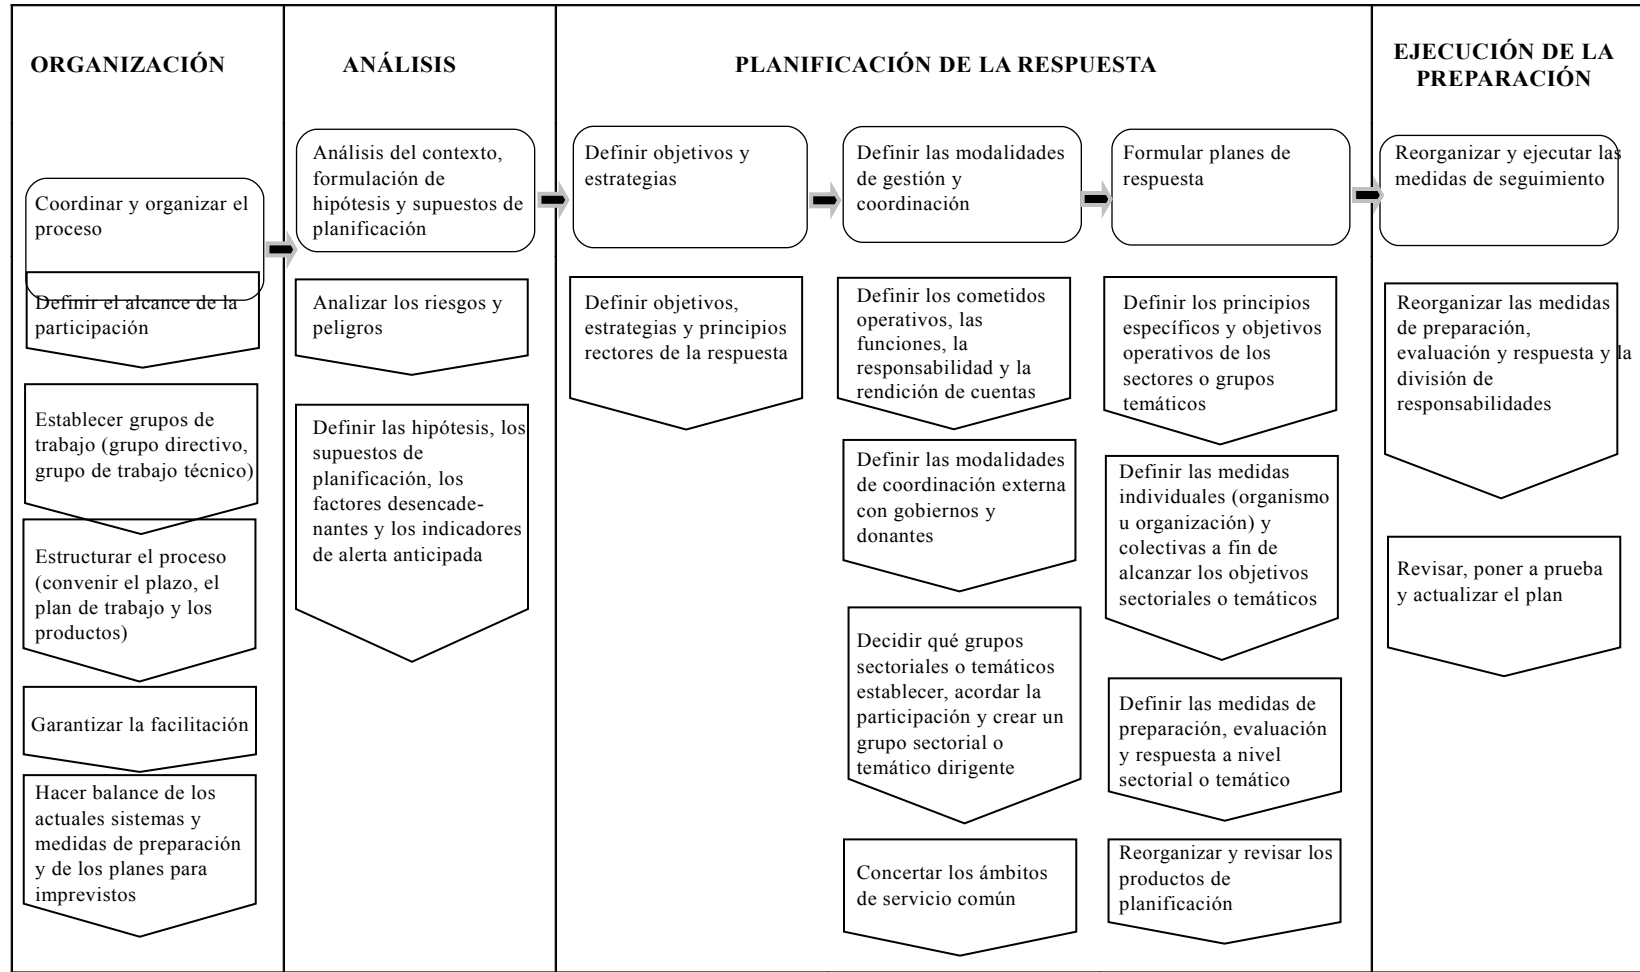 ORGANIZACIÓN
ANÁLISIS
PLANIFICACIÓN DE LA RESPUESTA
EJECUCIÓN DE LA
PREPARACIÓN
Coordinar y organizar el
proceso
Definir el alcance de la
participación
Establecer grupos de
trabajo (grupo directivo,
grupo de trabajo técnico)
Estructurar el proceso
(convenir el plazo, el
plan de trabajo y los
productos)
Garantizar la facilitación
Hacer balance de los
actuales sistemas y
medidas de preparación
y de los planes para
imprevistos
Análisis del contexto,
formulación de
hipótesis y supuestos de
planificación
Analizar los riesgos y
peligros
Definir las hipótesis, los
supuestos de
planificación, los
factores desencade-
nantes y los indicadores
de alerta anticipada
Definir objetivos y
estrategias
Definir objetivos,
estrategias y principios
rectores de la respuesta
Definir las modalidades
de gestión y
coordinación
Definir los cometidos
operativos, las
funciones, la
responsabilidad y la
rendición de cuentas
Definir las modalidades
de coordinación externa
con gobiernos y
donantes
Decidir qué grupos
sectoriales o temáticos
establecer, acordar la
participación y crear un
grupo sectorial o
temático dirigente
Concertar los ámbitos
de servicio común
Formular planes de
respuesta
Definir los principios
específicos y objetivos
operativos de los
sectores o grupos
temáticos
Definir las medidas
individuales (organismo
u organización) y
colectivas a fin de
alcanzar los objetivos
sectoriales o temáticos
Definir las medidas de
preparación, evaluación
y respuesta a nivel
sectorial o temático
Reorganizar y revisar los
productos de
planificación
Reorganizar y ejecutar las
medidas de seguimiento
Reorganizar las medidas
de preparación,
evaluación y respuesta y la
división de
responsabilidades
Revisar, poner a prueba
y actualizar el plan